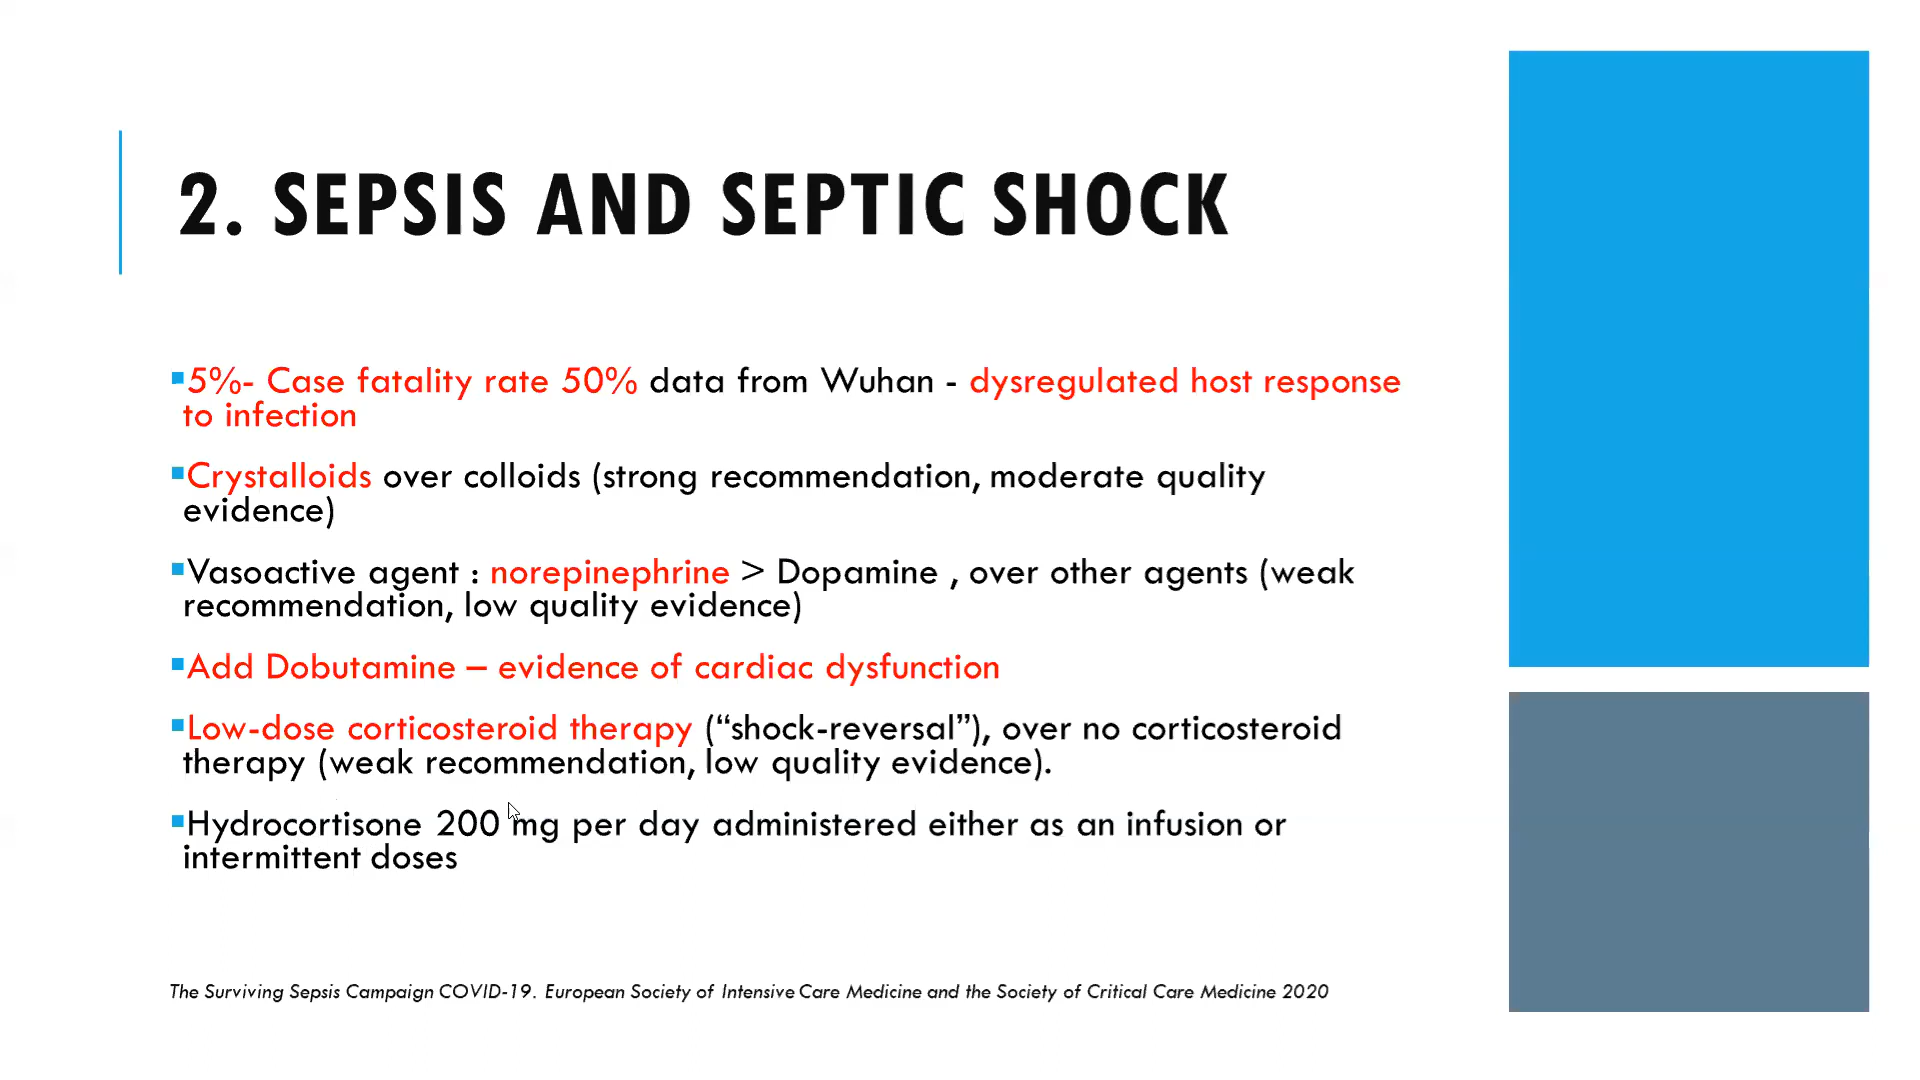 2. SEPSIS AND SEPTIC SHOCK
▪5%- Case fatality rate 50% data from Wuhan - dysregulated host response
to infection
▪Crystalloids over colloids (strong recommendation, moderate quality
evidence)
▪Vasoactive agent : norepinephrine > Dopamine , over other agents (weak
recommendation, low quality evidence)
▪Add Dobutamine – evidence of cardiac dysfunction
▪Low-dose corticosteroid therapy (“shock-reversal”), over no corticosteroid
therapy (weak recommendation, low quality evidence).
▪Hydrocortisone 200 mg per day administered either as an infusion or
intermittent doses
The Surviving Sepsis Campaign COVID-19. European Society of Intensive Care Medicine and the Society of Critical Care Medicine 2020